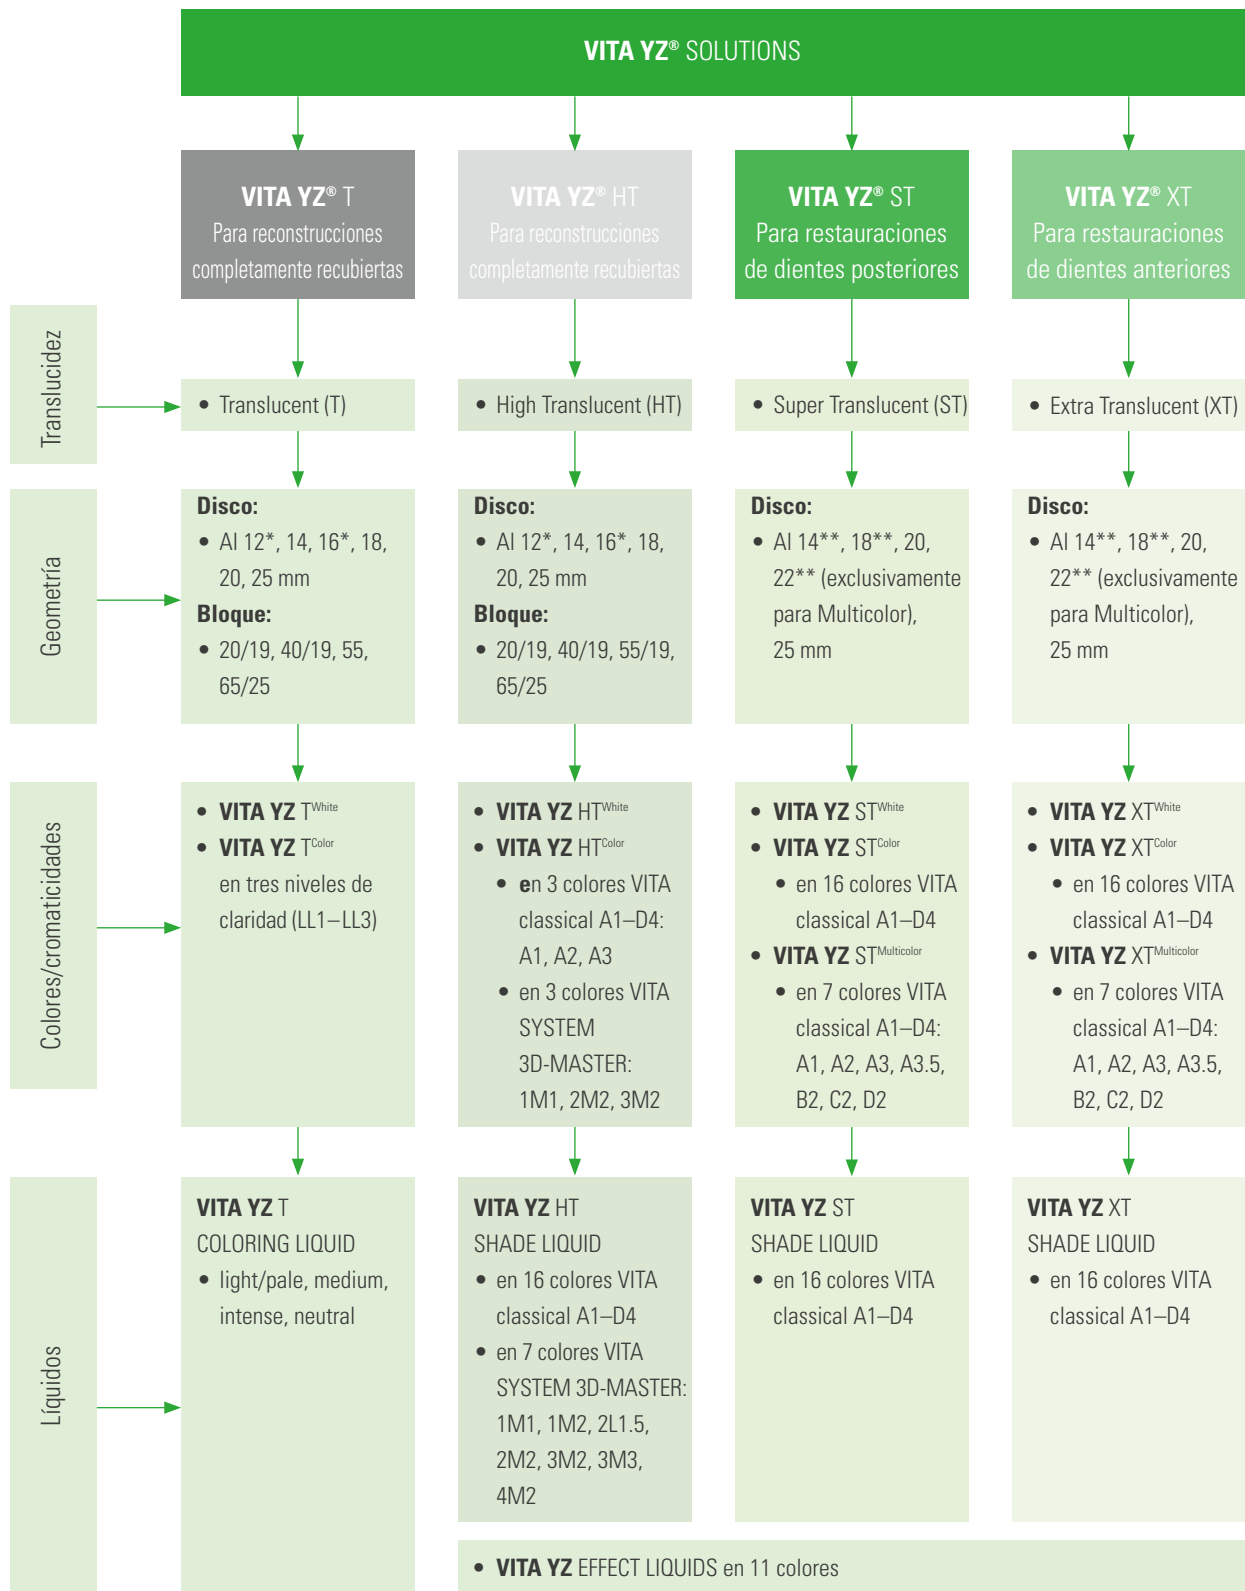 VITA YZ® SOLUTIONS
VITA YZ® T
Para reconstrucciones
completamente recubiertas
VITA YZ® HT
Para reconstrucciones
completamente recubiertas
VITA YZ® ST
Para restauraciones
de dientes posteriores
VITA YZ® XT
Para restauraciones
de dientes anteriores
Translucidez
• Translucent (T)
• High Translucent (HT)
• Super Translucent (ST)
• Extra Translucent (XT)
Geometría
Disco:
• Al 12*, 14, 16*, 18,
20, 25 mm
Bloque:
• 20/19, 40/19, 55,
65/25
Disco:
• Al 12*, 14, 16*, 18,
20, 25 mm
Bloque:
• 20/19, 40/19, 55/19,
65/25
Disco:
• Al 14**, 18**, 20,
22** (exclusivamente
para Multicolor),
25 mm
Disco:
• Al 14**, 18**, 20,
22** (exclusivamente
para Multicolor),
25 mm
Colores/cromaticidades
• VITA YZ TWhite
• VITA YZ TColor
en tres niveles de
claridad (LL1–LL3)
• VITA YZ HTWhite
• VITA YZ HTColor
• en 3 colores VITA
classical A1–D4:
A1, A2, A3
• en 3 colores VITA
SYSTEM
3D-MASTER:
1M1, 2M2, 3M2
• VITA YZ STWhite
• VITA YZ STColor
• en 16 colores VITA
classical A1–D4
• VITA YZ STMulticolor
• en 7 colores VITA
classical A1–D4:
A1, A2, A3, A3.5,
B2, C2, D2
• VITA YZ XTWhite
• VITA YZ XTColor
• en 16 colores VITA
classical A1–D4
• VITA YZ XTMulticolor
• en 7 colores VITA
classical A1–D4:
A1, A2, A3, A3.5,
B2, C2, D2
Líquidos
VITA YZ T
COLORING LIQUID
• light/pale, medium,
intense, neutral
VITA YZ HT
SHADE LIQUID
• en 16 colores VITA
classical A1–D4
• en 7 colores VITA
SYSTEM 3D-MASTER:
1M1, 1M2, 2L1.5,
2M2, 3M2, 3M3,
4M2
VITA YZ ST
SHADE LIQUID
• en 16 colores VITA
classical A1–D4
VITA YZ XT
SHADE LIQUID
• en 16 colores VITA
classical A1–D4
• VITA YZ EFFECT LIQUIDS en 11 colores